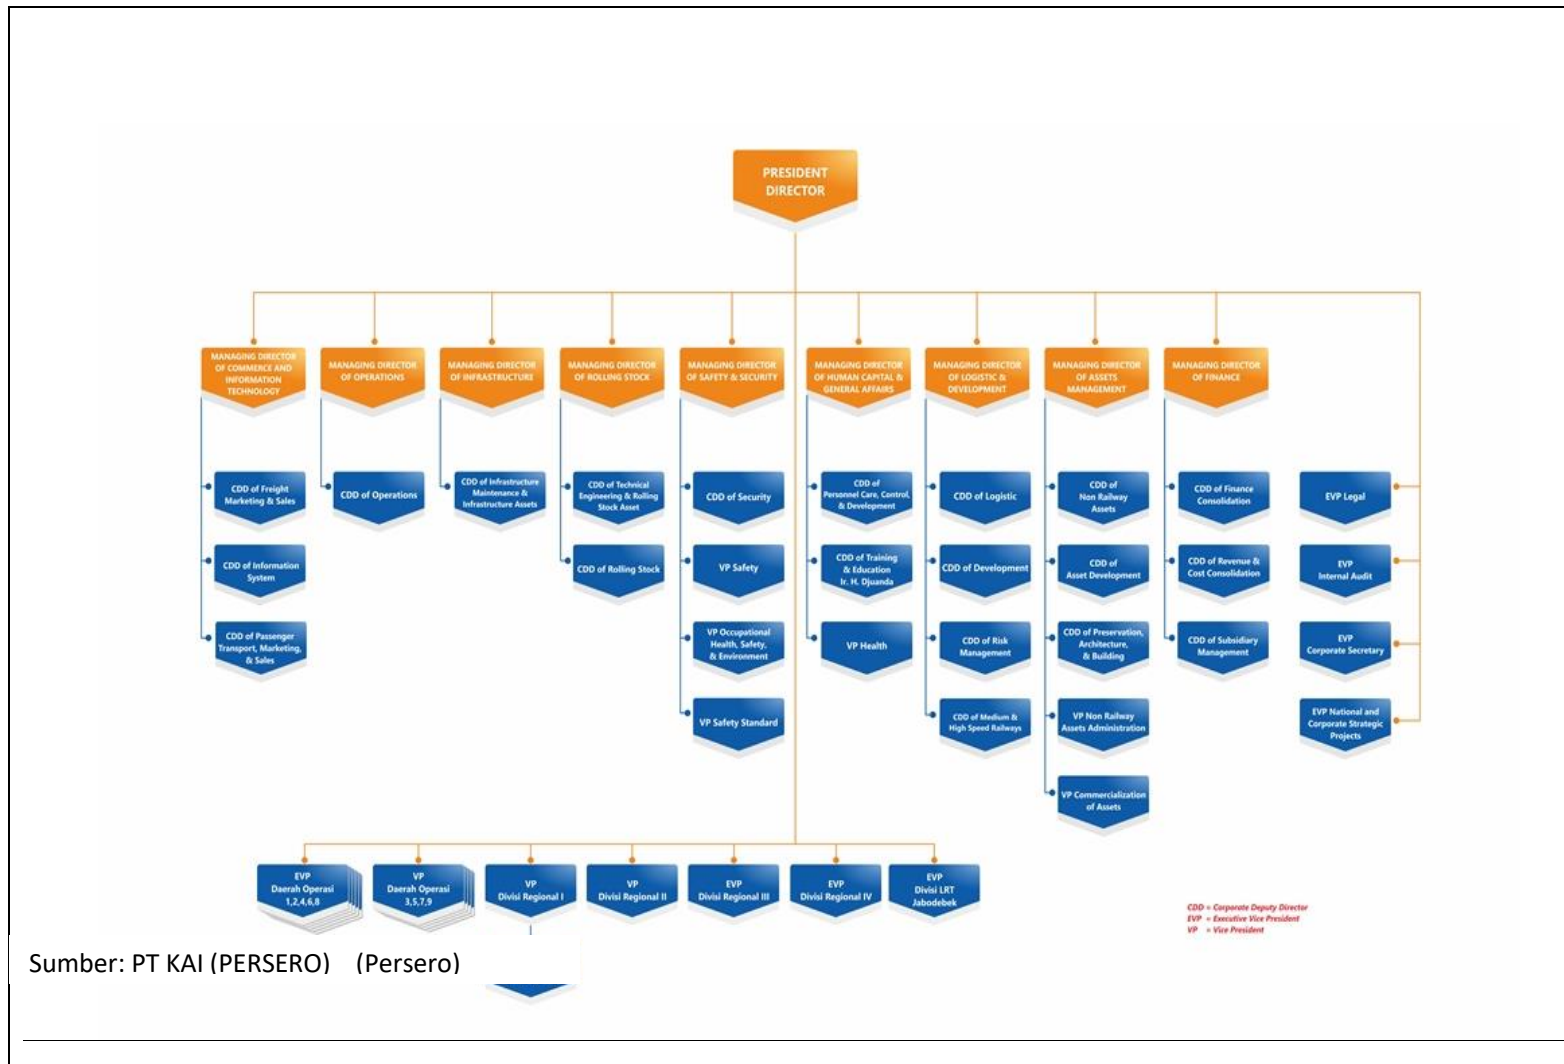 PRESIDENT
DIRECTOR
MANAGING DIRECTOR
OF COMMERCE AND
INFORMATION
TECHNOLOGY
MANAGING DIRECTOR
OF OPERATIONS
MANAGING DIRECTOR
OF INFRASTRUCTURE
MANAGING DIRECTOR
OF ROLLING STOCK
MANAGING DIRECTOR
OF SAFETY & SECURITY
MANAGING DIRECTOR
OF HUMAN CAPITAL &
GENERAL AFFAIRS
MANAGING DIRECTOR
OF LOGISTIC &
DEVELOPMENT
MANAGING DIRECTOR
OF ASSETS
MANAGEMENT
MANAGING DIRECTOR
OF FINANCE
CDD of Freight
Marketing & Sales
CDD of Operations
CDD of Infrastructure
Maintenance &
Infrastructure Assets
CDD of Technical
Engineering & Rolling
Stock Asset
CDD of Security
CDD of
Personnel Care, Control,
& Development
CDD of Logistic
CDD of
Non Railway
Assets
CDD of Finance
Consolidation
EVP Legal
CDD of Information
System
CDD of Rolling Stock
VP Safety
CDD of Training
& Education
Ir. H. Djuanda
CDD of Development
CDD of
Asset Development
CDD of Revenue &
Cost Consolidation
EVP
Internal Audit
CDD of Passenger
Transport, Marketing,
& Sales
VP Occupational
Health, Safety,
& Environment
VP Health
CDD of Risk
Management
CDD of Preservation,
Architecture,
& Building
CDD of Subsidiary
Management
EVP
Corporate Secretary
VP Safety Standard
CDD of Medium &
High Speed Railways
VP Non Railway
Assets Administration
EVP National and
Corporate Strategic
Projects
VP Commercialization
of Assets
EVP
Daerah Operasi
1,2,4,6,8
VP
Daerah Operasi
3,5,7,9
VP
Divisi Regional I
VP
Divisi Regional II
EVP
Divisi Regional III
EVP
Divisi Regional IV
EVP
Divisi LRT
Jabodebek
CDD = Corporate Deputy Director
EVP = Executive Vice President
VP = Vice President
Sumber: PT KAI (PERSERO) (Persero)